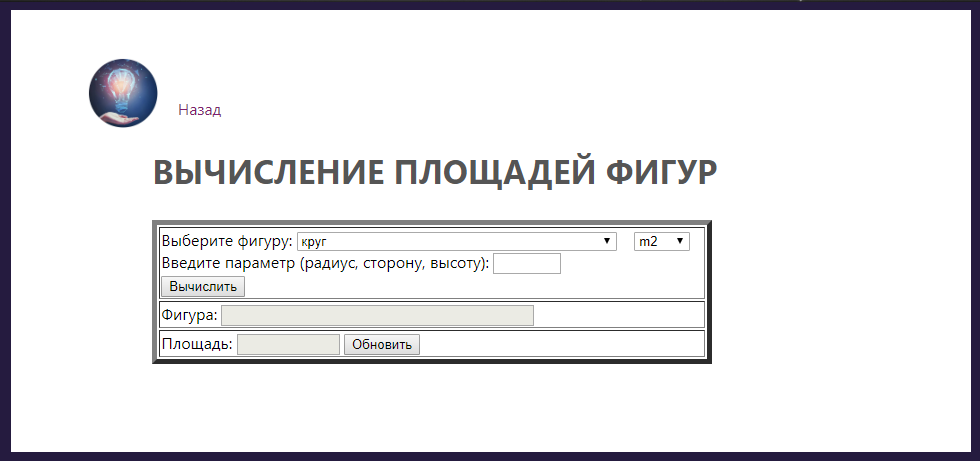 Назад
ВЫЧИСЛЕНИЕ ПЛОЩАДЕЙ ФИГУР
Выберите фигуру: круг m2
Введите параметр (радиус, сторону, высоту):
Вычислить
Фигура:
Площадь: Обновить